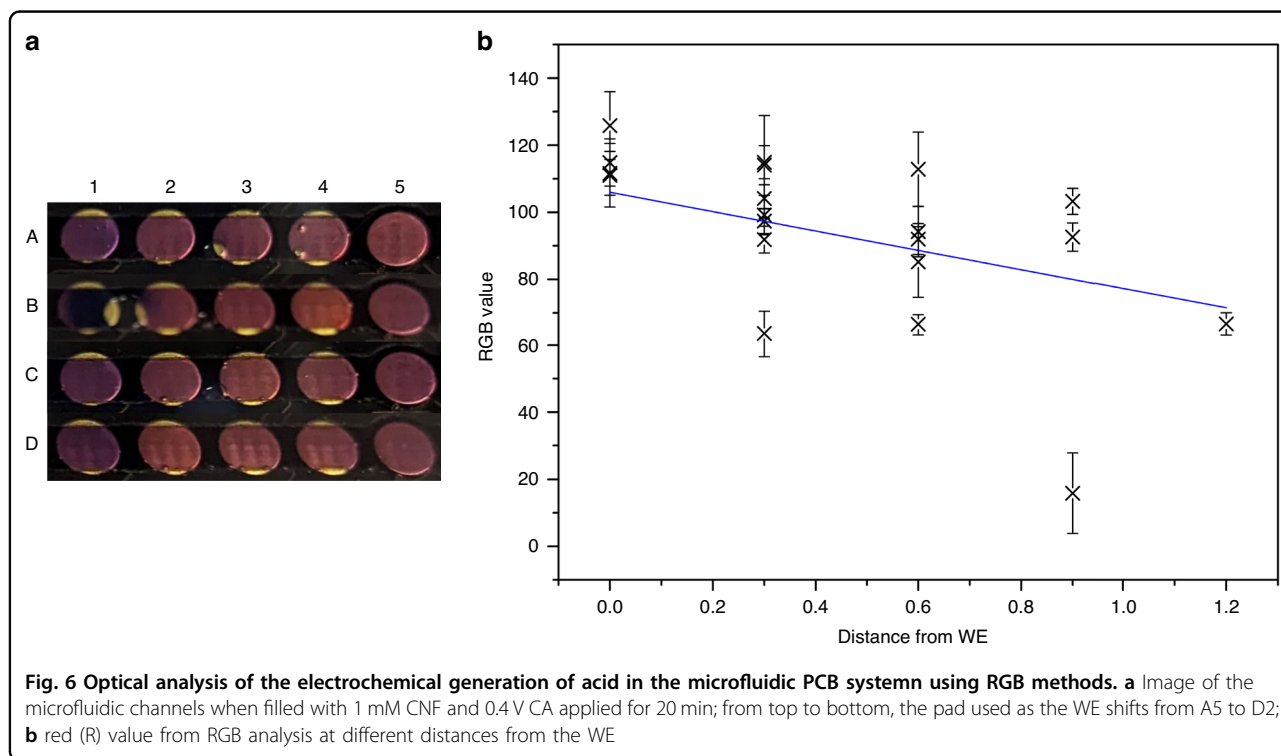 a
1 2 3 4 5
A
B
C
D
b
140
120
100
80
60
40
20
0
RGB value
0.0 0.2 0.4 0.6 0.8 1.0 1.2
Distance from WE
Fig. 6 Optical analysis of the electrochemical generation of acid in the microfluidic PCB systemn using RGB methods. a Image of the
microfluidic channels when filled with 1 mM CNF and 0.4 V CA applied for 20 min; from top to bottom, the pad used as the WE shifts from A5 to D2;
b red (R) value from RGB analysis at different distances from the WE